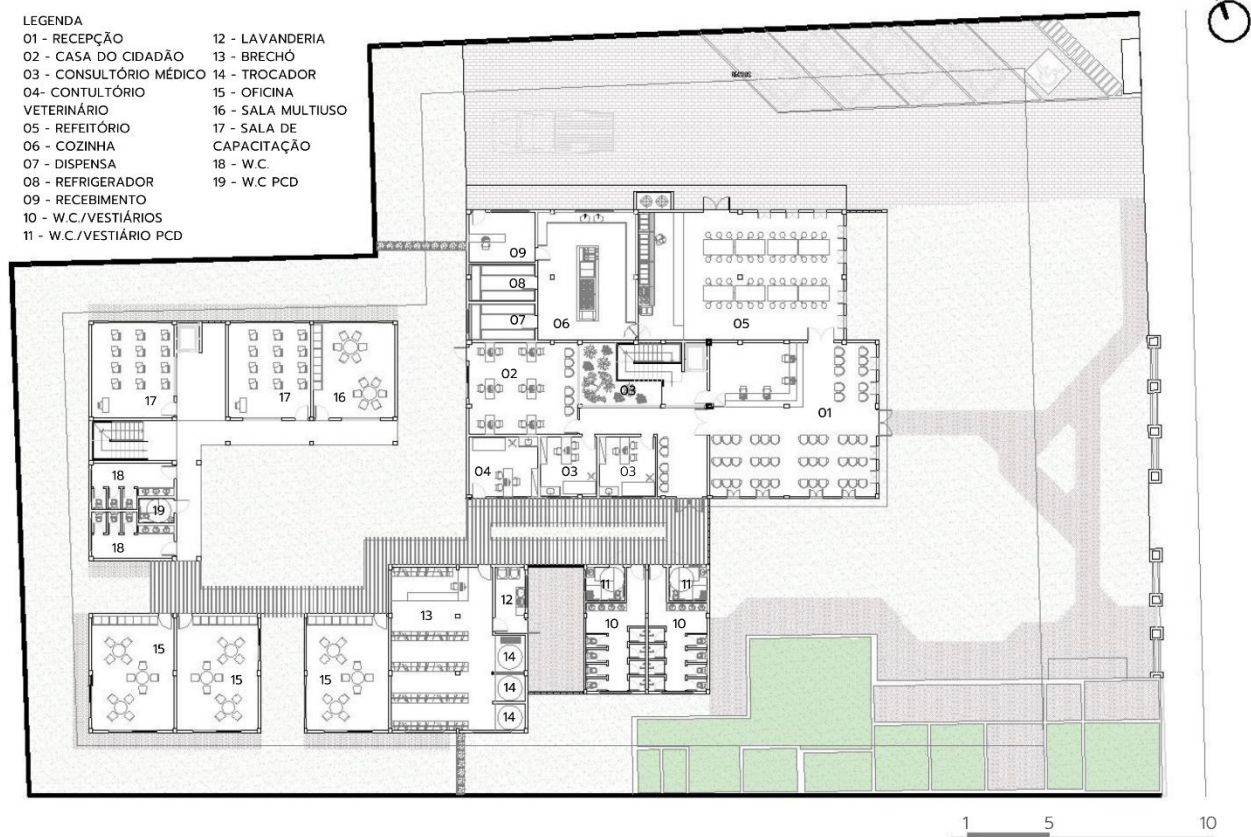 LEGENDA
01 - RECEPÇÃO
02 - CASA DO CIDADÃO
03 - CONSULTÓRIO MÉDICO
04- CONTULTÓRIO
VETERINÁRIO
05 - REFEITÓRIO
06 - COZINHA
07 - DISPENSA
08 - REFRIGERADOR
09 - RECEBIMENTO
10 - W.C./VESTIÁRIOS
11 - W.C./VESTIÁRIO PCD
12 - LAVANDERIA
13 - BRECHÓ
14 - TROCADOR
15 - OFICINA
16 - SALA MULTIUSO
17 - SALA DE
CAPACITAÇÃO
18 - W.C.
19 - W.C PCD
09
08
07
06
05
02
03
01
04
03
03
17
17
16
18
19
18
15
15
15
13
12
14
14
14
11
11
10
10
1 5 10